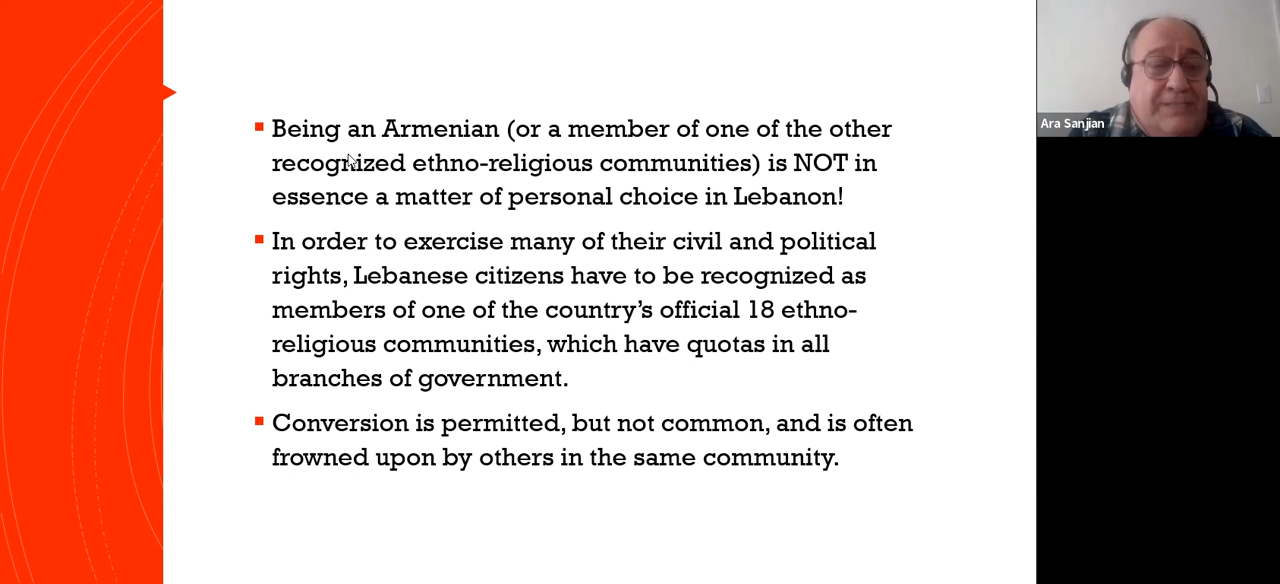 Being an Armenian (or a member of one of the other
recognized ethno-religious communities) is NOT in
essence a matter of personal choice in Lebanon!
In order to exercise many of their civil and political
rights, Lebanese citizens have to be recognized as
members of one of the country’s official 18 ethno-
religious communities, which have quotas in all
branches of government.
Conversion is permitted, but not common, and is often
frowned upon by others in the same community.
Ara Sanjian